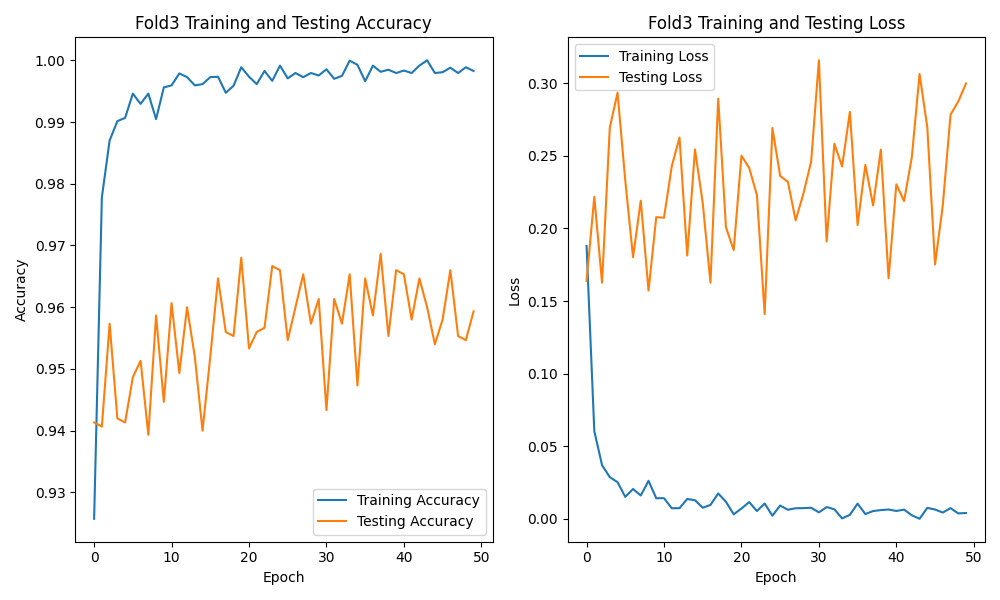 Fold3 Training and Testing Accuracy
1.00
0.99
0.98
0.97
0.96
0.95
0.94
0.93
Accuracy
0
10
20
30
40
50
Epoch
Training Accuracy
Testing Accuracy
Fold3 Training and Testing Loss
Training Loss
Testing Loss
0.30
0.25
0.20
0.15
0.10
0.05
0.00
Loss
0
10
20
30
40
50
Epoch